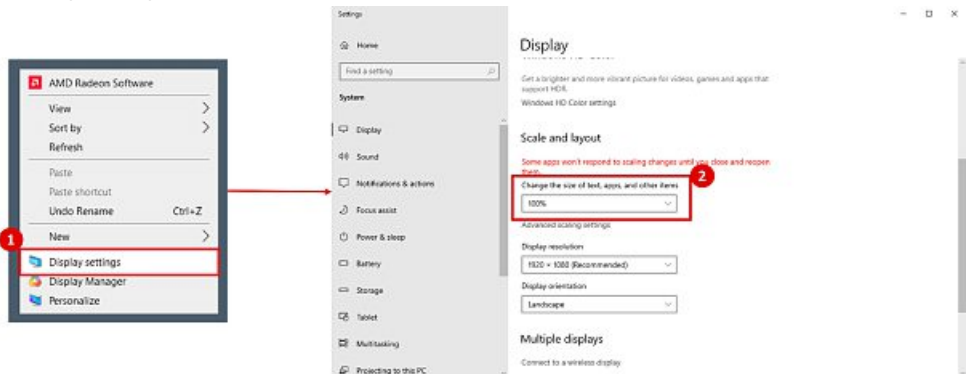 AMD Radeon Software
View
Sort by
Refresh
Paste
Paste shortcut
Undo Rename Ctrl+Z
New
1
Display settings
Display Manager
Personalize
Settings
Home
Find a setting
System
Display
Sound
Notifications & actions
Focus assist
Power & sleep
Battery
Storage
Tablet
Multitasking
Projecting to this PC
Display
Get a brighter and more vibrant picture for videos, games and apps that
support HDR.
Windows HD Color settings
Scale and layout
Some apps won't respond to scaling changes until you close and reopen
them.
2
Change the size of text, apps, and other items
100%
Advanced scaling settings
Display resolution
1920 × 1080 (Recommended)
Display orientation
Landscape
Multiple displays
Connect to a wireless display